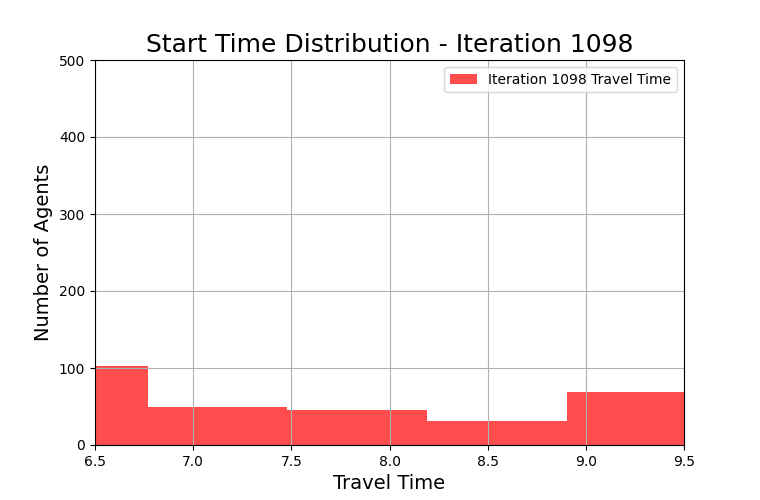 Start Time Distribution - Iteration 1098
500
Iteration 1098 Travel Time
400
300
200
100
0
Number of Agents
6.5 7.0 7.5 8.0 8.5 9.0 9.5
Travel Time